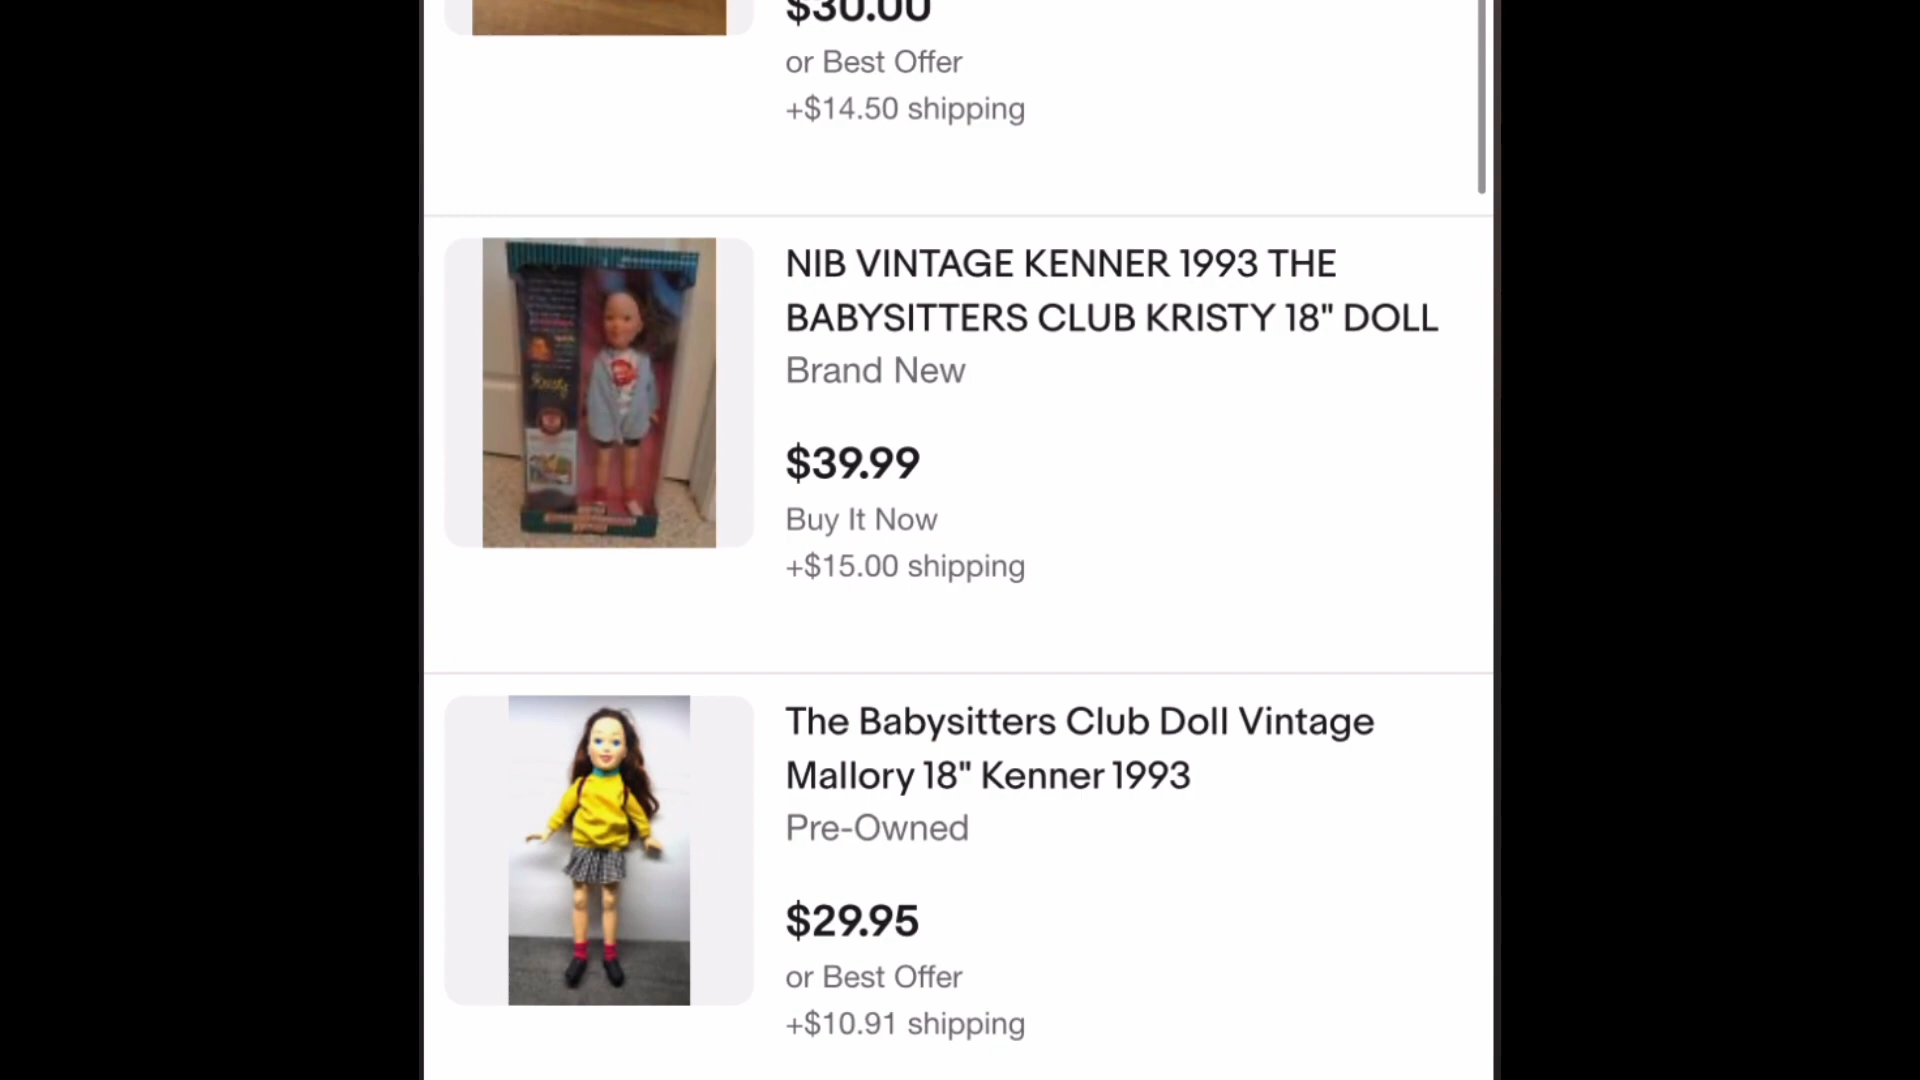 $30.00
or Best Offer
+$14.50 shipping
NIB VINTAGE KENNER 1993 THE
BABYSITTERS CLUB KRISTY 18" DOLL
Brand New
$39.99
Buy It Now
+$15.00 shipping
Kristy
The Babysitters Club Doll Vintage
Mallory 18" Kenner 1993
Pre-Owned
$29.95
or Best Offer
+$10.91 shipping